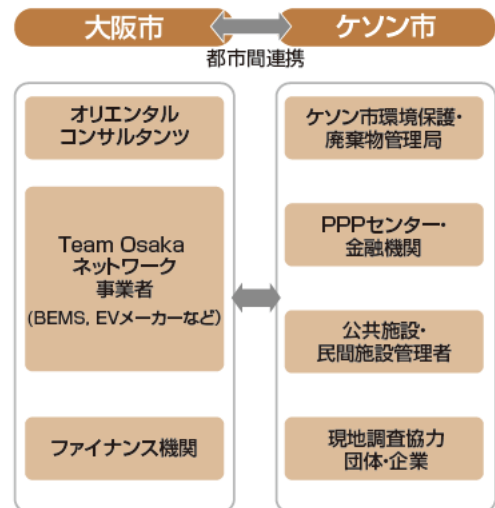 大阪市
ケソン市
都市間連携
オリエンタル
コンサルタンツ
Team Osaka
ネットワーク
事業者
(BEMS, EVメーカーなど)
ファイナンス機関
ケソン市環境保護・
廃棄物管理局
PPPセンター・
金融機関
公共施設・
民間施設管理者
現地調査協力
団体・企業